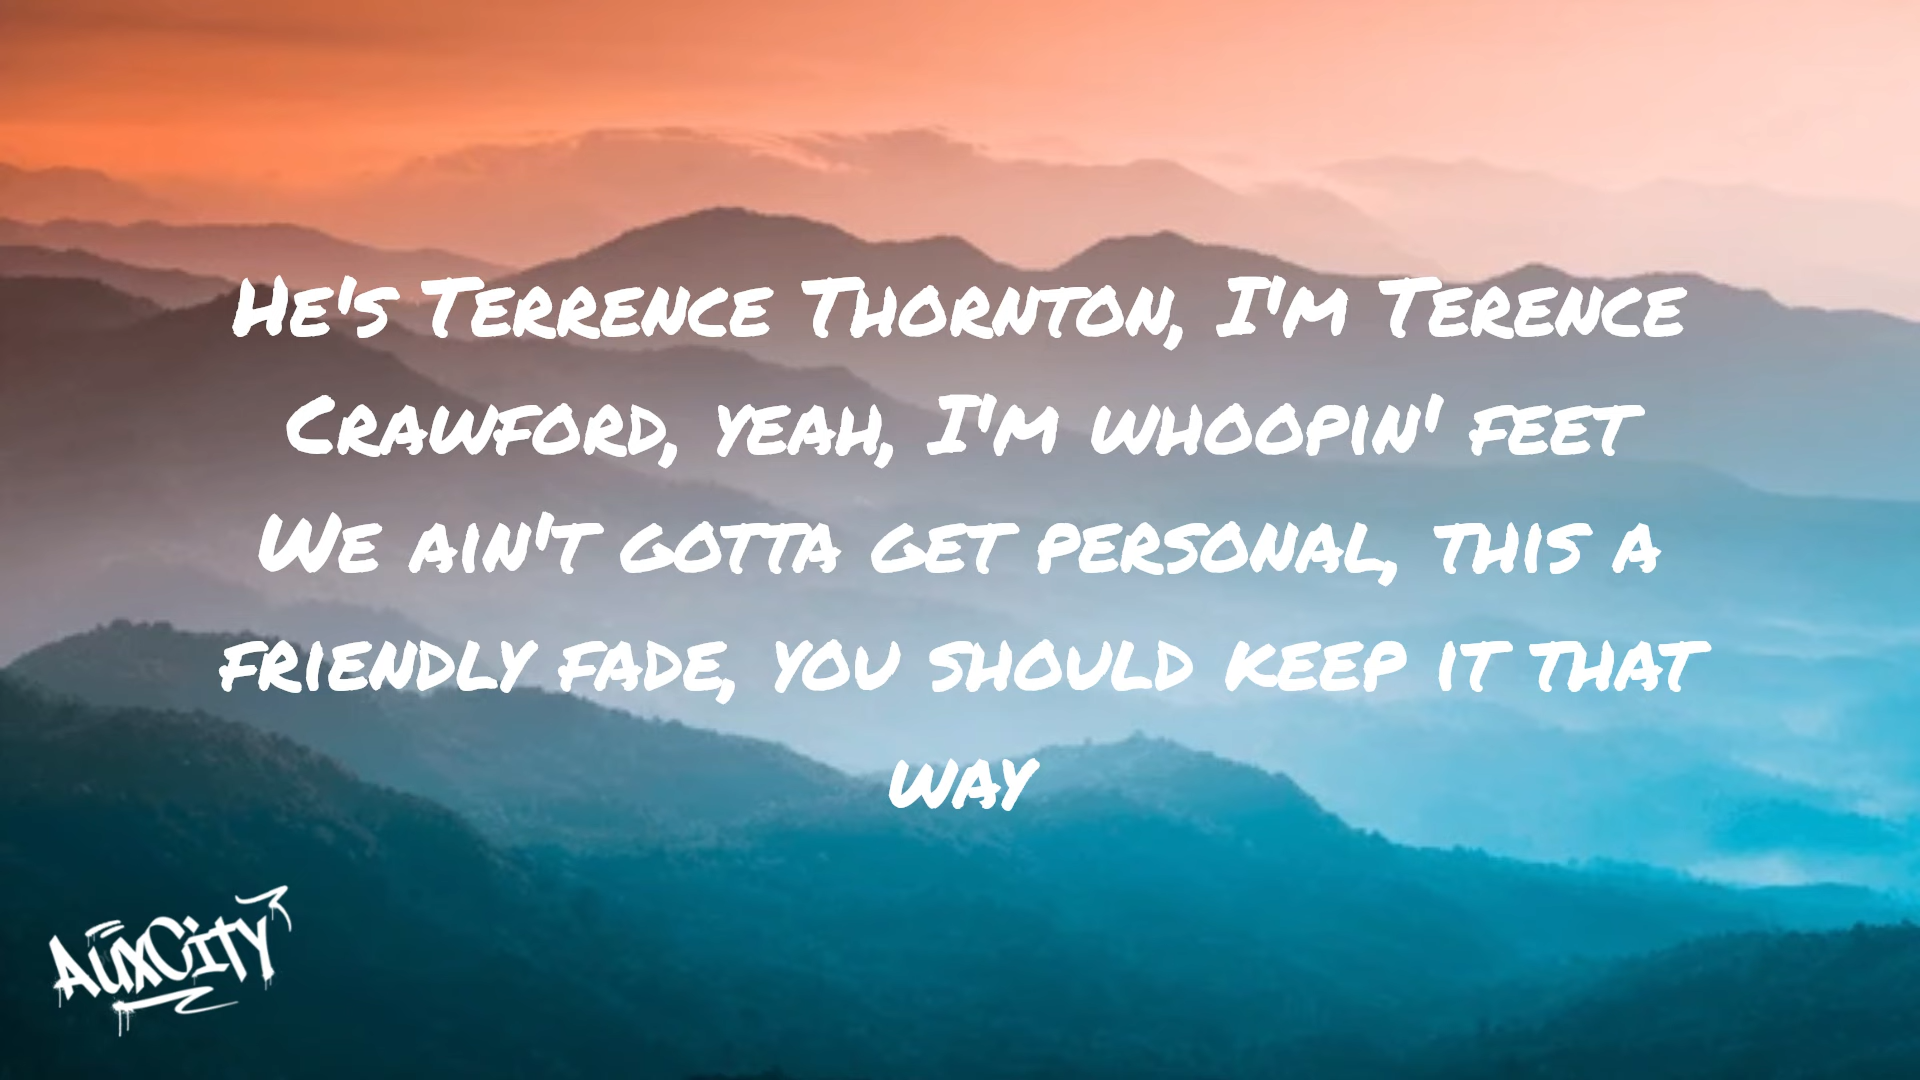 He's Terrence Thornton, I'm Terence
Crawford, yeah, I'm whoopin' feet
We ain't gotta get personal, this a
friendly fade, you should keep it that
way
AuxCity